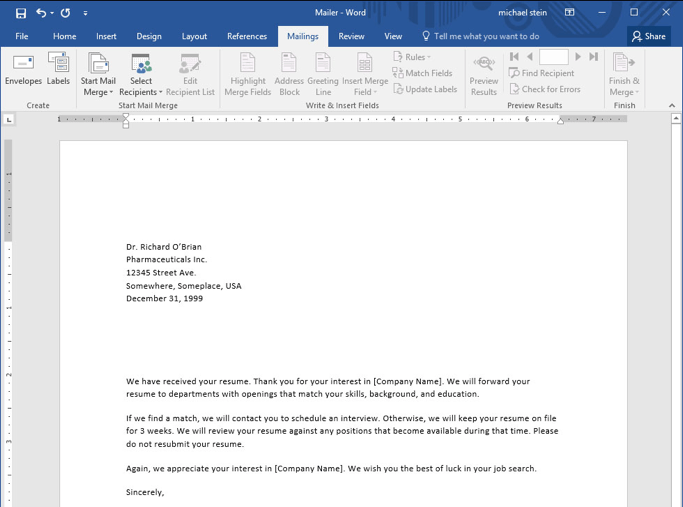 Mailer - Word
michael stein
File Home Insert Design Layout References Mailings Review View Tell me what you want to do Share
Envelopes Labels
Create
Start Mail Merge
Select Recipients
Edit Recipient List
Start Mail Merge
Highlight Merge Fields
Address Block
Greeting Line
Insert Merge Field
Rules
Match Fields
Update Labels
Write & Insert Fields
Preview Results
Find Recipient
Check for Errors
Preview Results
Finish & Merge
Finish
1 1 2 3 4 5 6 7
Dr. Richard O'Brian
Pharmaceuticals Inc.
12345 Street Ave.
Somewhere, Someplace, USA
December 31, 1999
We have received your resume. Thank you for your interest in [Company Name]. We will forward your
resume to departments with openings that match your skills, background, and education.
If we find a match, we will contact you to schedule an interview. Otherwise, we will keep your resume on file
for 3 weeks. We will review your resume against any positions that become available during that time. Please
do not resubmit your resume.
Again, we appreciate your interest in [Company Name]. We wish you the best of luck in your job search.
Sincerely,